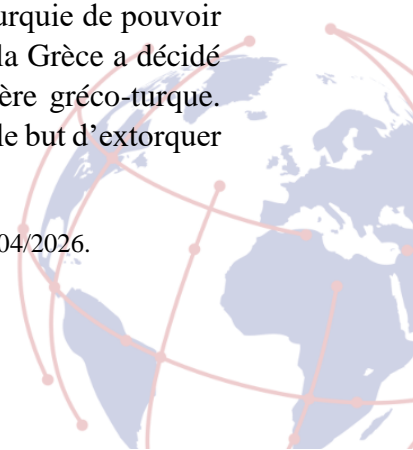 urquie de pouvoir
la Grèce a décidé
ère gréco-turque.
le but d’extorquer
04/2026.